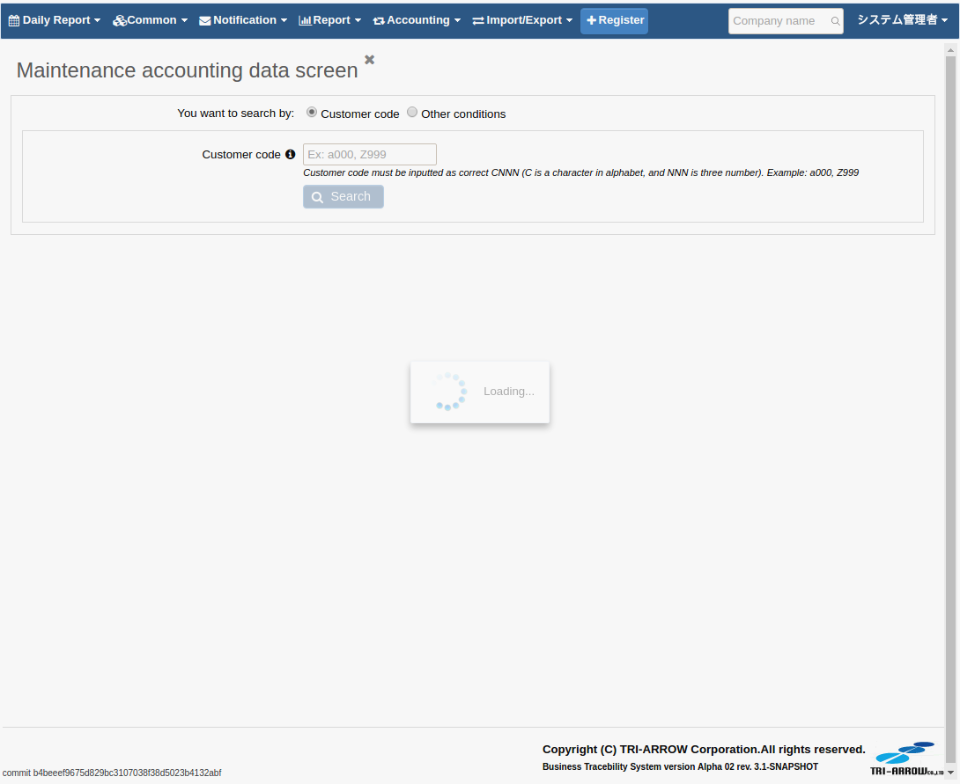 Daily Report Common Notification Report Accounting Import/Export Register Company name システム管理者
Maintenance accounting data screen
You want to search by: Customer code Other conditions
Customer code Ex: a000, Z999
Customer code must be inputted as correct CNNN (C is a character in alphabet, and NNN is three number). Example: a000, Z999
Search
Loading...
Copyright (C) TRI-ARROW Corporation.All rights reserved.
Business Tracebility System version Alpha 02 rev. 3.1-SNAPSHOT
TRI-ARROW CO.,LTD
commit b4beeef9675d829bc3107038f38d5023b4132abf